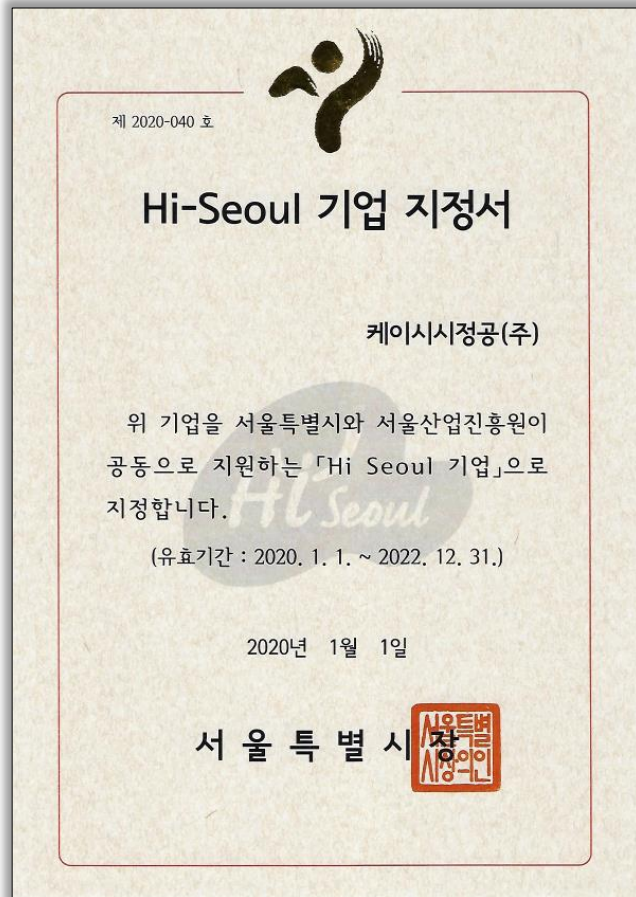 제 2020-040 호
Hi-Seoul 기업 지정서
케이시시정공(주)
위 기업을 서울특별시와 서울산업진흥원이
공동으로 지원하는 「Hi Seoul 기업」으로
지정합니다.
Hi Seoul
(유효기간 : 2020. 1. 1. ~ 2022. 12. 31.)
2020년 1월 1일
서 울 특 별 시 장
서울특별
시장의인